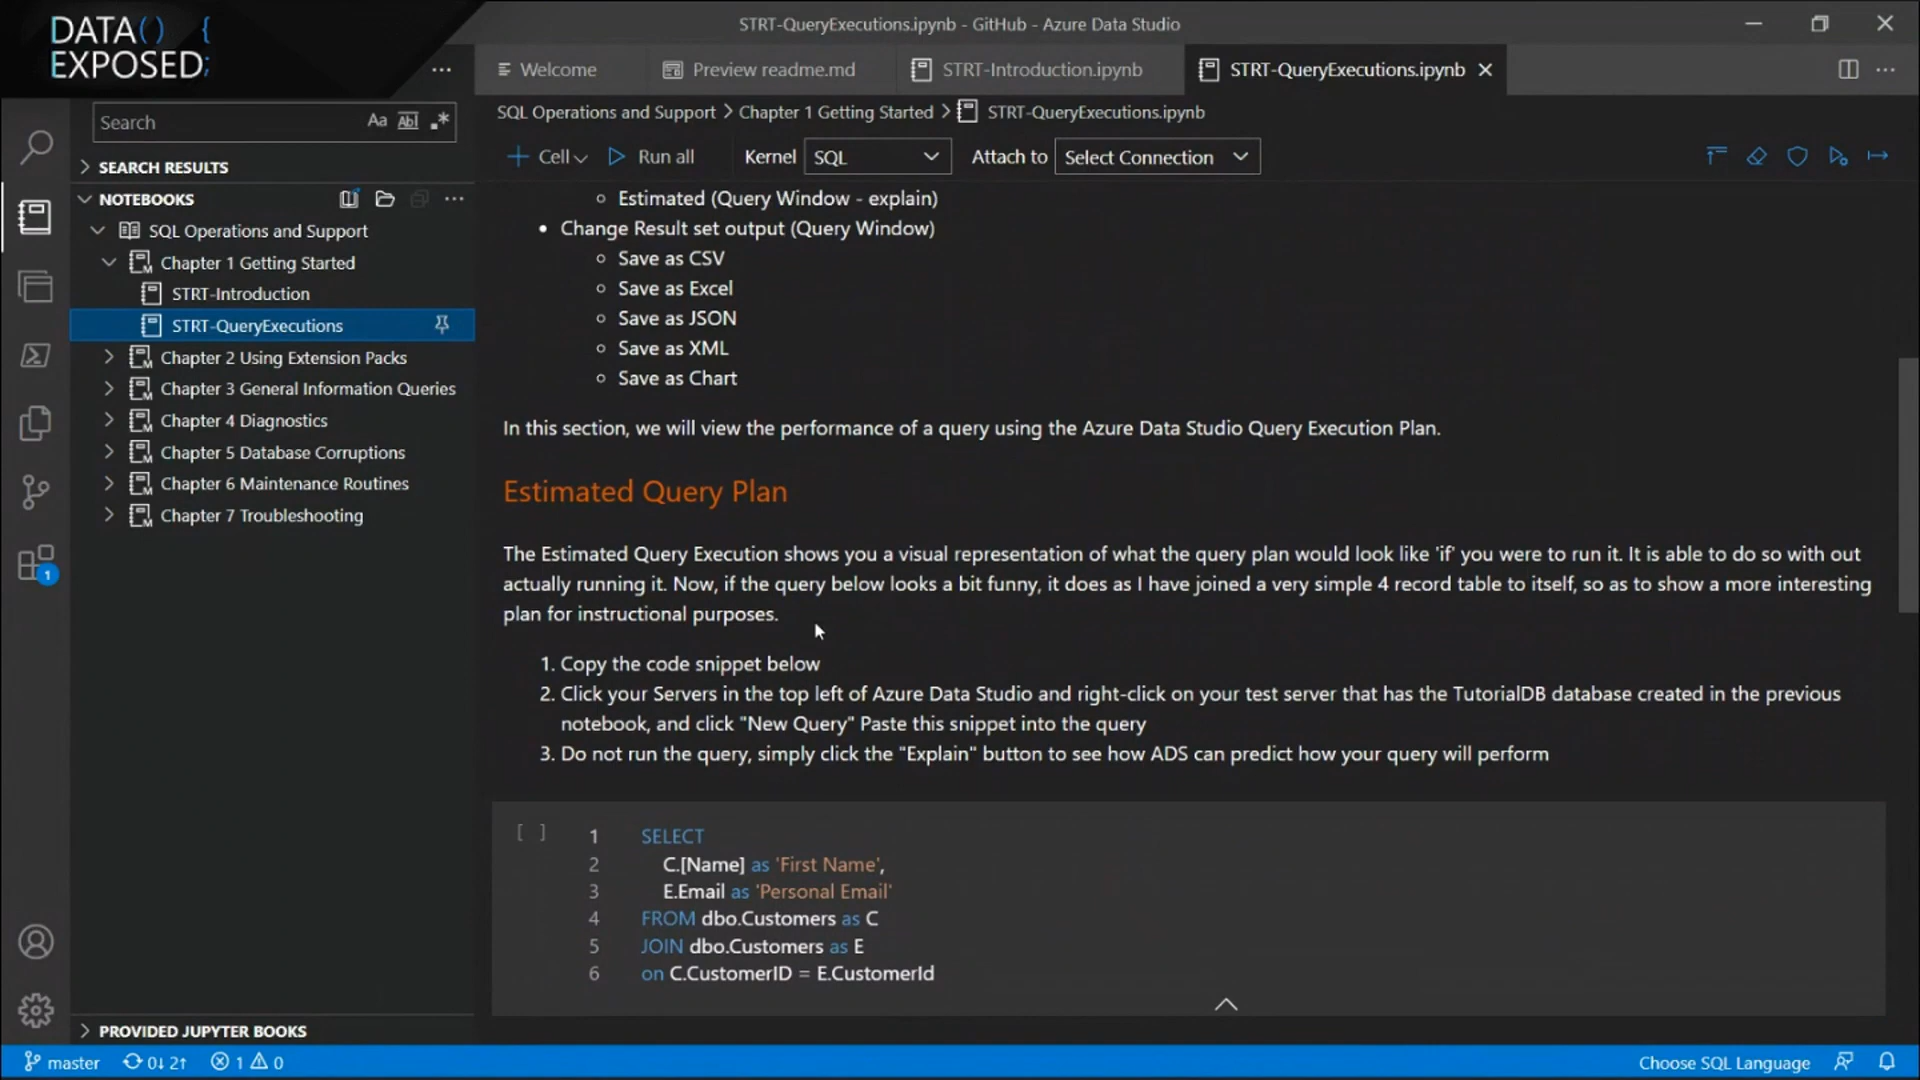 DATA() {
EXPOSED;
STRT-QueryExecutions.ipynb - GitHub - Azure Data Studio
Welcome
Preview readme.md
STRT-Introduction.ipynb
STRT-QueryExecutions.ipynb
Search
Aa
Abl
.*
SQL Operations and Support > Chapter 1 Getting Started > STRT-QueryExecutions.ipynb
Cell
Run all
Kernel
SQL
Attach to
Select Connection
SEARCH RESULTS
NOTEBOOKS
SQL Operations and Support
Chapter 1 Getting Started
STRT-Introduction
STRT-QueryExecutions
Chapter 2 Using Extension Packs
Chapter 3 General Information Queries
Chapter 4 Diagnostics
Chapter 5 Database Corruptions
Chapter 6 Maintenance Routines
Chapter 7 Troubleshooting
1
PROVIDED JUPYTER BOOKS
Estimated (Query Window - explain)
Change Result set output (Query Window)
Save as CSV
Save as Excel
Save as JSON
Save as XML
Save as Chart
In this section, we will view the performance of a query using the Azure Data Studio Query Execution Plan.
Estimated Query Plan
The Estimated Query Execution shows you a visual representation of what the query plan would look like 'if' you were to run it. It is able to do so with out
actually running it. Now, if the query below looks a bit funny, it does as I have joined a very simple 4 record table to itself, so as to show a more interesting
plan for instructional purposes.
1. Copy the code snippet below
2. Click your Servers in the top left of Azure Data Studio and right-click on your test server that has the TutorialDB database created in the previous
notebook, and click "New Query" Paste this snippet into the query
3. Do not run the query, simply click the "Explain" button to see how ADS can predict how your query will perform
[ ]
1 SELECT
2 C.[Name] as 'First Name',
3 E.Email as 'Personal Email'
4 FROM dbo.Customers as C
5 JOIN dbo.Customers as E
6 on C.CustomerID = E.CustomerId
master
0↓ 2↑
1
0
Choose SQL Language